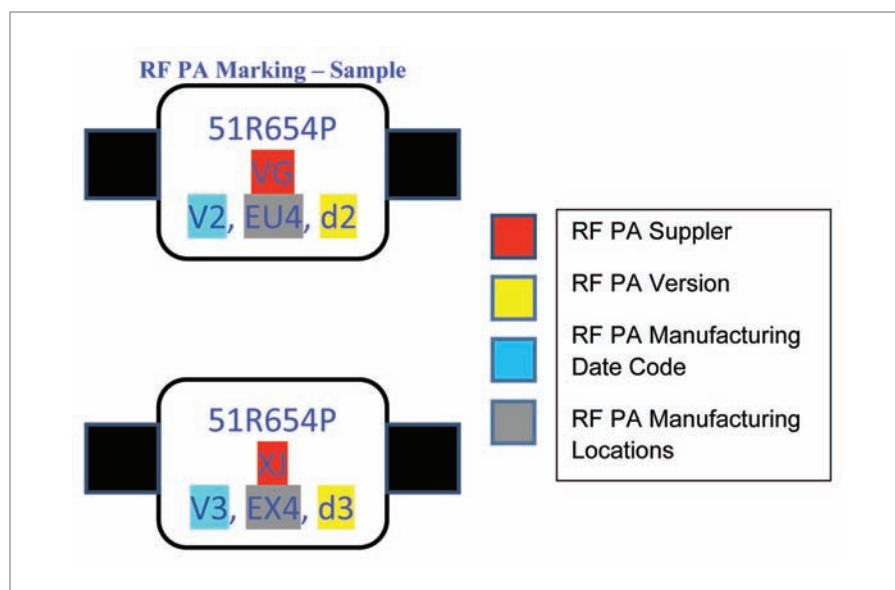 RF PA Marking – Sample
51R654P
VG
V2, EU4, d2
51R654P
XJ
V3, EX4, d3
RF PA Suppler
RF PA Version
RF PA Manufacturing
Date Code
RF PA Manufacturing
Locations